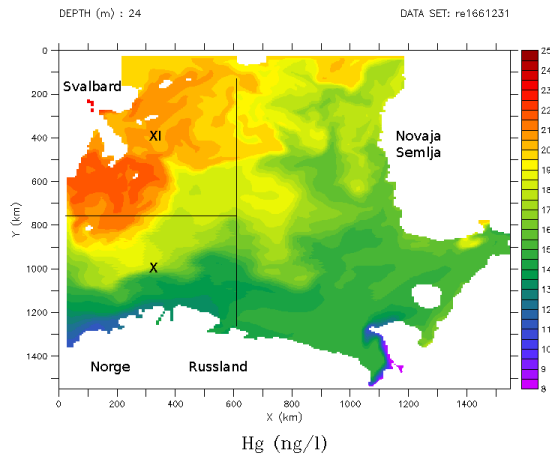 DEPTH (m) : 24
DATA SET: re1661231
Svalbard
XI
Novaja
Semlja
X
Norge
Russland
0
200
400
600
800
1000
1200
1400
Y (km)
0
200
400
600
800
1000
1200
1400
X (km)
25
24
23
22
21
20
19
18
17
16
15
14
13
12
11
10
9
8
Hg (ng/l)